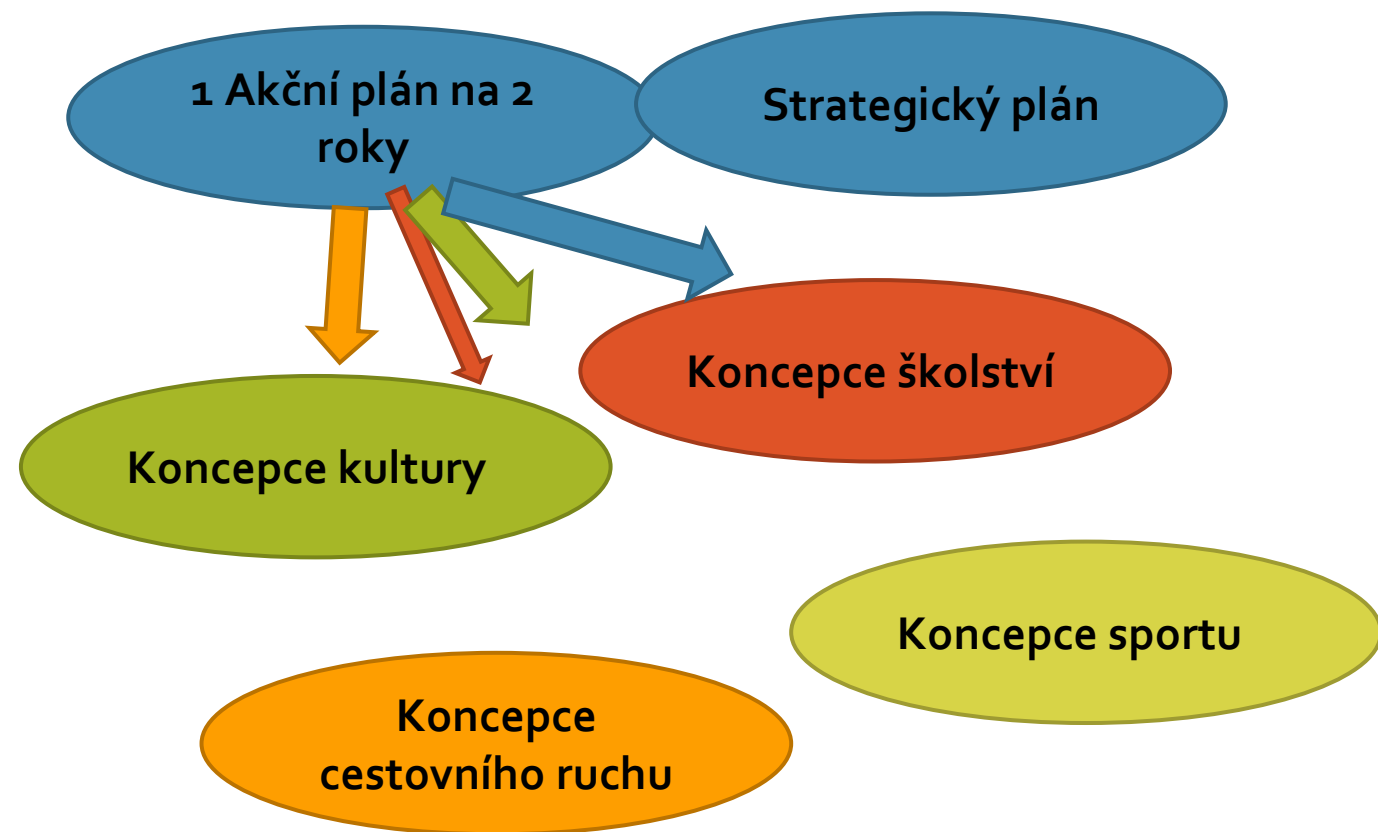 1 Akční plán na 2
roky
Strategický plán
Koncepce školství
Koncepce kultury
Koncepce sportu
Koncepce
cestovního ruchu